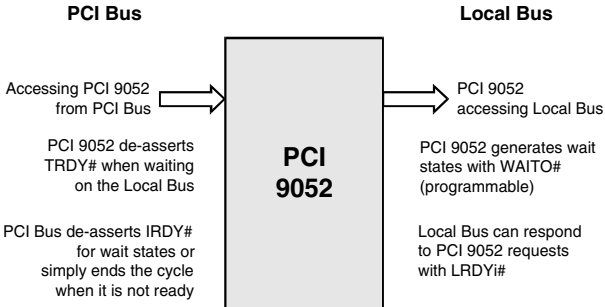 PCI Bus
Local Bus
Accessing PCI 9052
from PCI Bus
PCI 9052
accessing Local Bus
PCI 9052 de-asserts
TRDY# when waiting
on the Local Bus
PCI
9052
PCI 9052 generates wait
states with WAITO#
(programmable)
PCI Bus de-asserts IRDY#
for wait states or
simply ends the cycle
when it is not ready
Local Bus can respond
to PCI 9052 requests
with LRDYi#